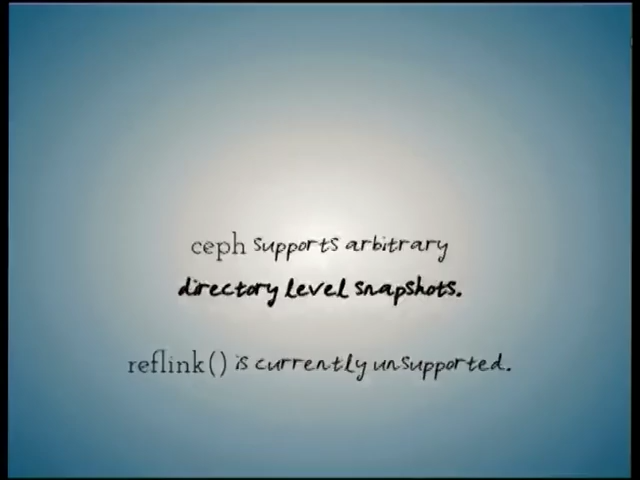 ceph supports arbitrary
directory level snapshots.
reflink() is currently unsupported.